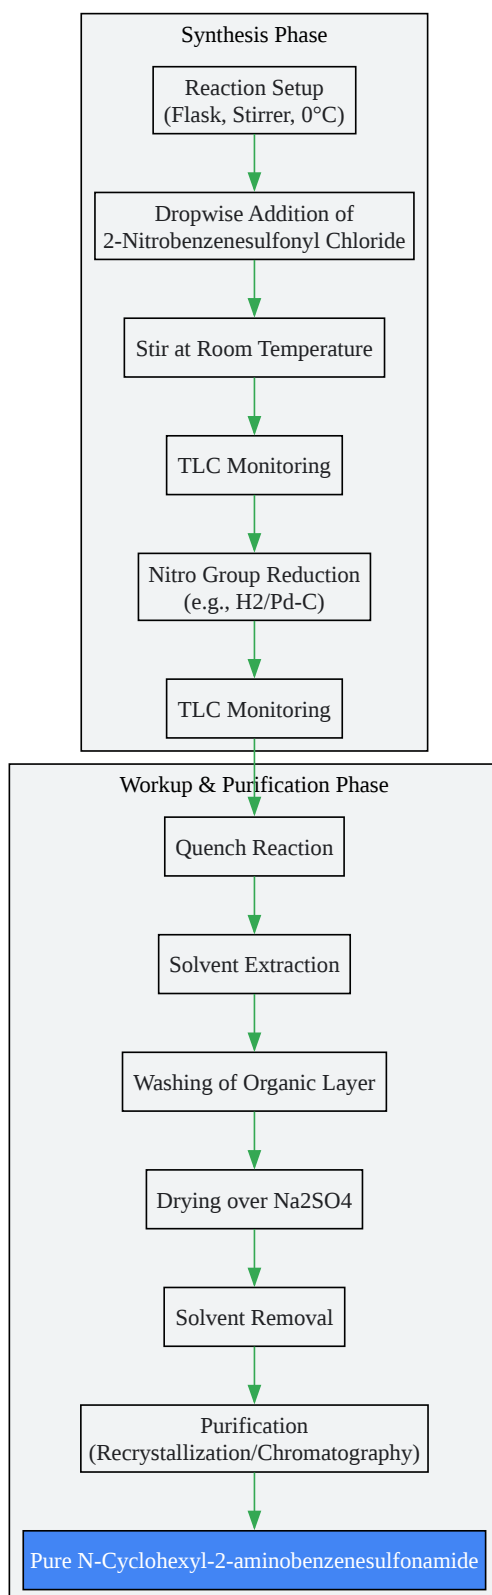 Synthesis Phase
Reaction Setup
(Flask, Stirrer, 0°C)
Dropwise Addition of
2-Nitrobenzenesulfonyl Chloride
Stir at Room Temperature
TLC Monitoring
Nitro Group Reduction
(e.g., H2/Pd-C)
TLC Monitoring
Workup & Purification Phase
Quench Reaction
Solvent Extraction
Washing of Organic Layer
Drying over Na2SO4
Solvent Removal
Purification
(Recrystallization/Chromatography)
Pure N-Cyclohexyl-2-aminobenzenesulfonamide